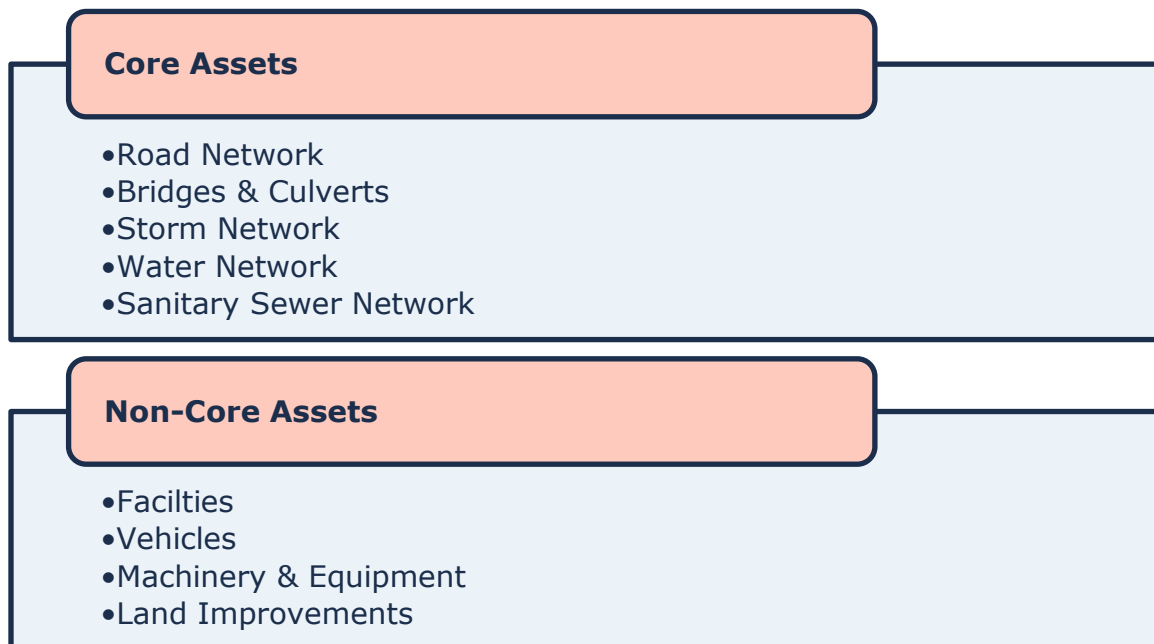 Core Assets
•Road Network
•Bridges & Culverts
•Storm Network
•Water Network
•Sanitary Sewer Network
Non-Core Assets
•Facilties
•Vehicles
•Machinery & Equipment
•Land Improvements